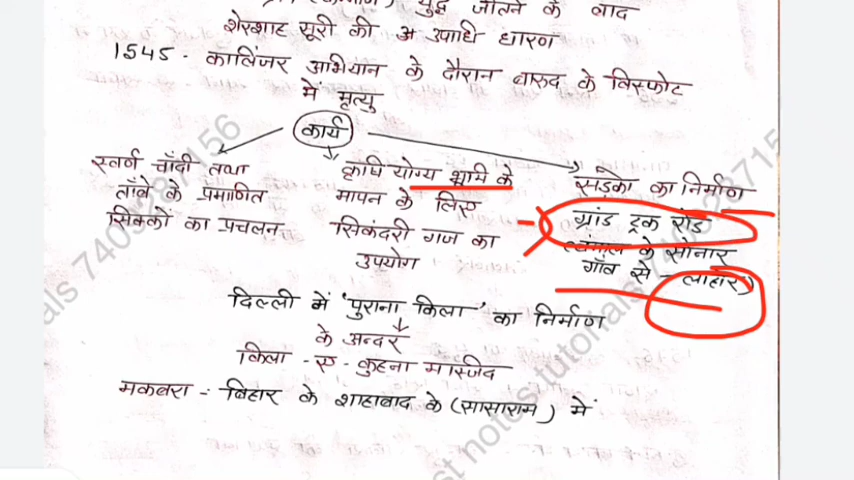 युद्ध जीतने के बाद
शेरशाह सूरी की उपाधि धारण
1545 - कालिंजर अभियान के दौरान बारुद के विस्फोट
में मृत्यु
कार्य
स्वर्ण चाँदी तथा
ताँबे के प्रमाणित
सिक्कों का प्रचलन
कृषि योग्य भूमि के
मापन के लिए
सिकंदरी गज का
उपयोग
सड़को का निर्माण
ग्रांड ट्रक रोड
के सोनार
गाँव से - लाहौर)
दिल्ली में 'पुराना किला' का निर्माण
के अन्दर
किला - ए - कुहना मस्जिद
मकबरा :- बिहार के शाहाबाद के (सासाराम) में